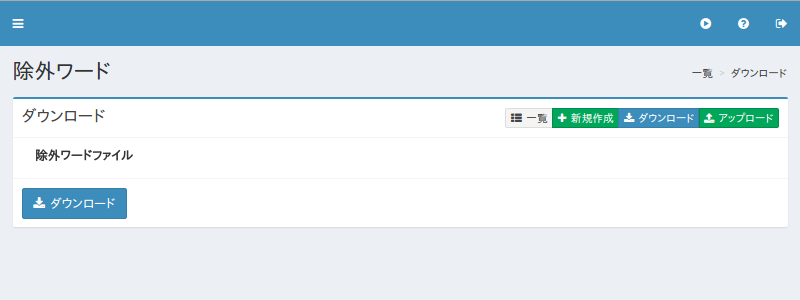 除外ワード
一覧 > ダウンロード
ダウンロード
一覧 新規作成 ダウンロード アップロード
除外ワードファイル
ダウンロード